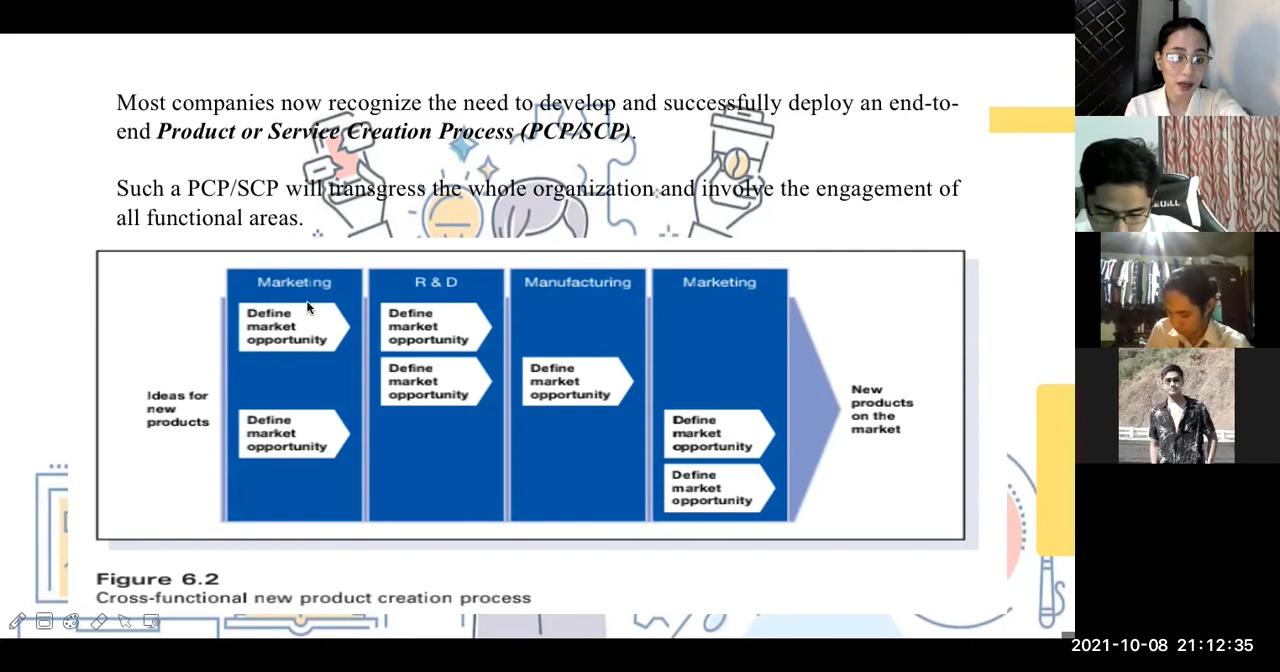 Most companies now recognize the need to develop and successfully deploy an end-to-
end Product or Service Creation Process (PCP/SCP).
Such a PCP/SCP will transgress the whole organization and involve the engagement of
all functional areas.
Marketing
R & D
Manufacturing
Marketing
Define
market
opportunity
Define
market
opportunity
Define
market
opportunity
Define
market
opportunity
Ideas for
new
products
Define
market
opportunity
Define
market
opportunity
Define
market
opportunity
New
products
on the
market
Figure 6.2
Cross-functional new product creation process
2021-10-08 21:12:35